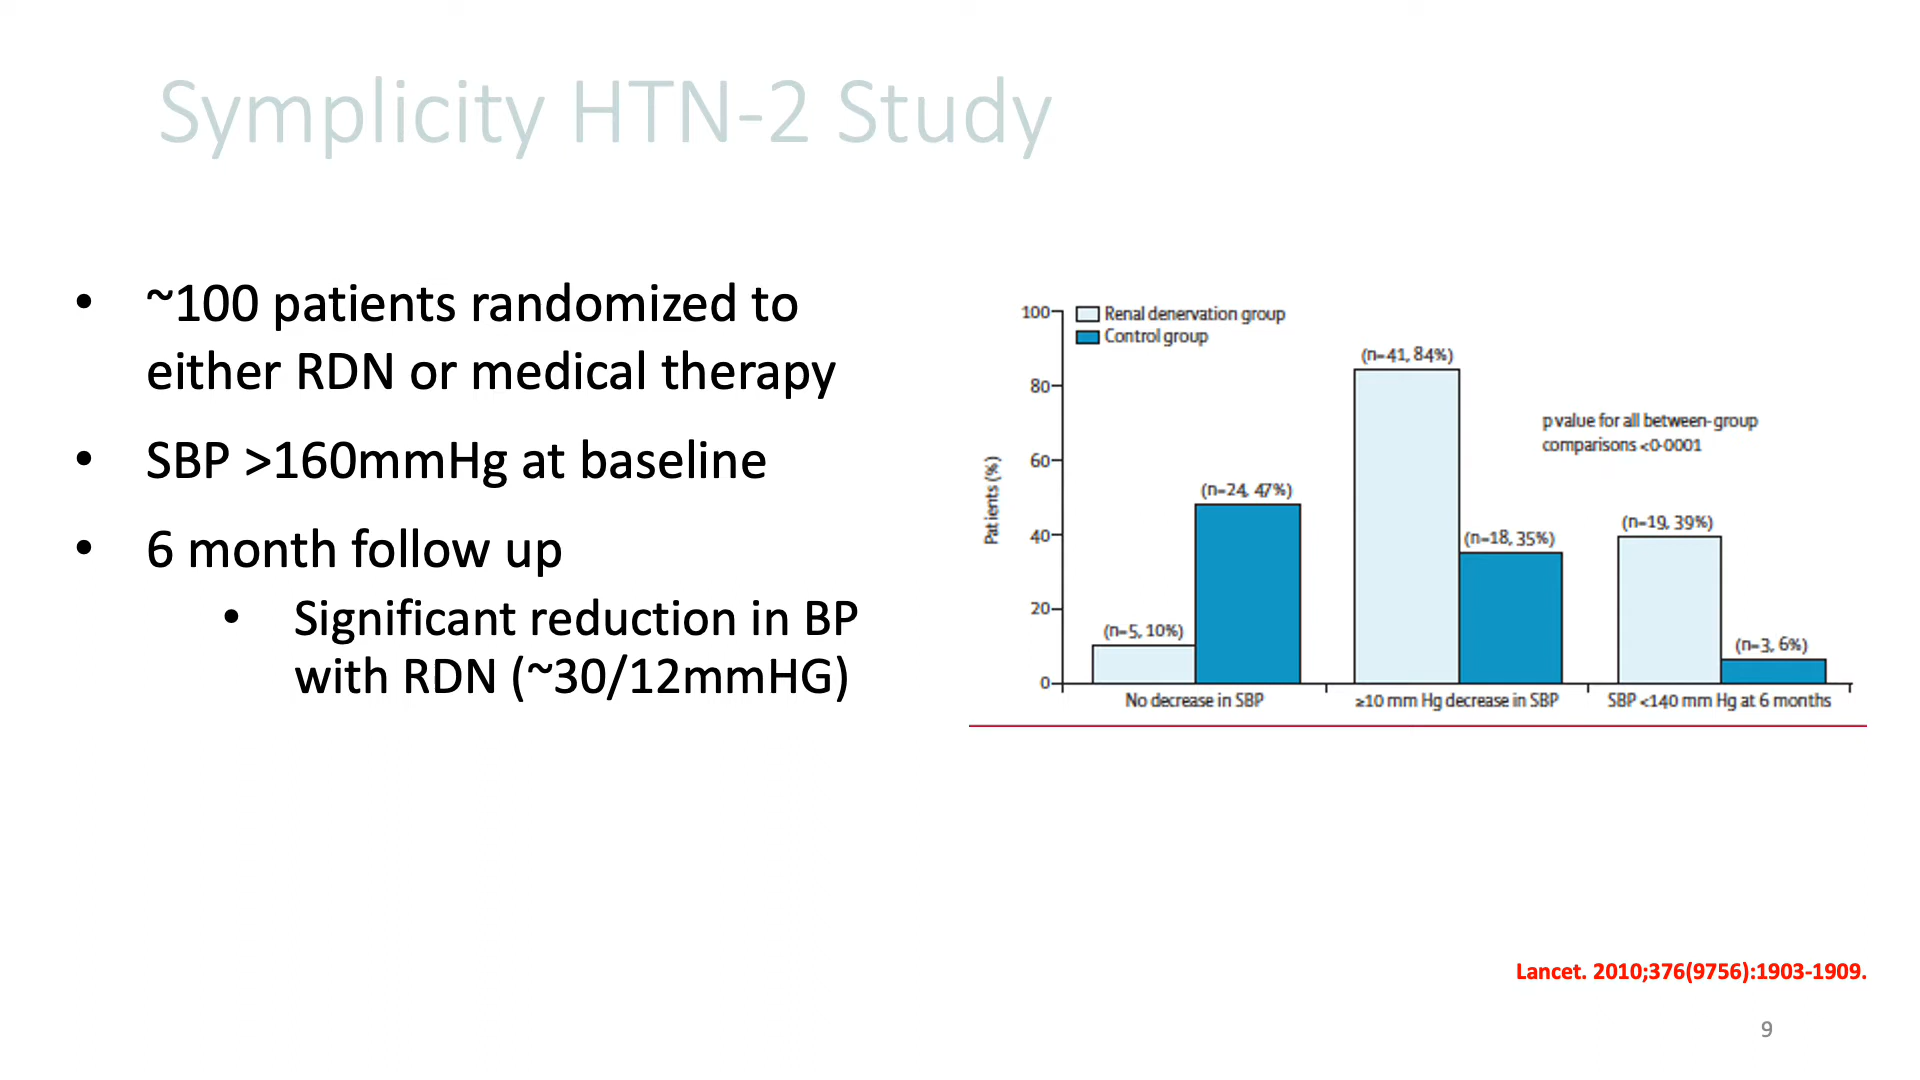 Symplicity HTN-2 Study
• ~100 patients randomized to
either RDN or medical therapy
• SBP >160mmHg at baseline
• 6 month follow up
• Significant reduction in BP
with RDN (~30/12mmHG)
Renal denervation group
Control group
Patients (%)
100
80
60
40
20
0
(n=5, 10%)
(n=24, 47%)
(n=41, 84%)
(n=18, 35%)
(n=19, 39%)
(n=3, 6%)
p value for all between-group
comparisons <0·0001
No decrease in SBP
≥10 mm Hg decrease in SBP
SBP <140 mm Hg at 6 months
Lancet. 2010;376(9756):1903-1909.
9